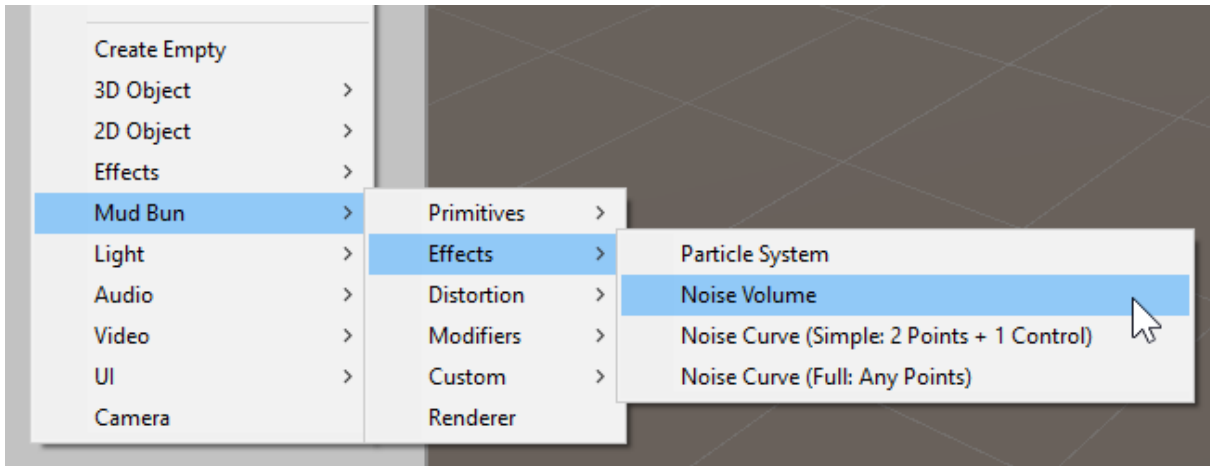 Create Empty
3D Object
2D Object
Effects
Mud Bun
Light
Audio
Video
UI
Camera
Primitives
Effects
Distortion
Modifiers
Custom
Renderer
Particle System
Noise Volume
Noise Curve (Simple: 2 Points + 1 Control)
Noise Curve (Full: Any Points)